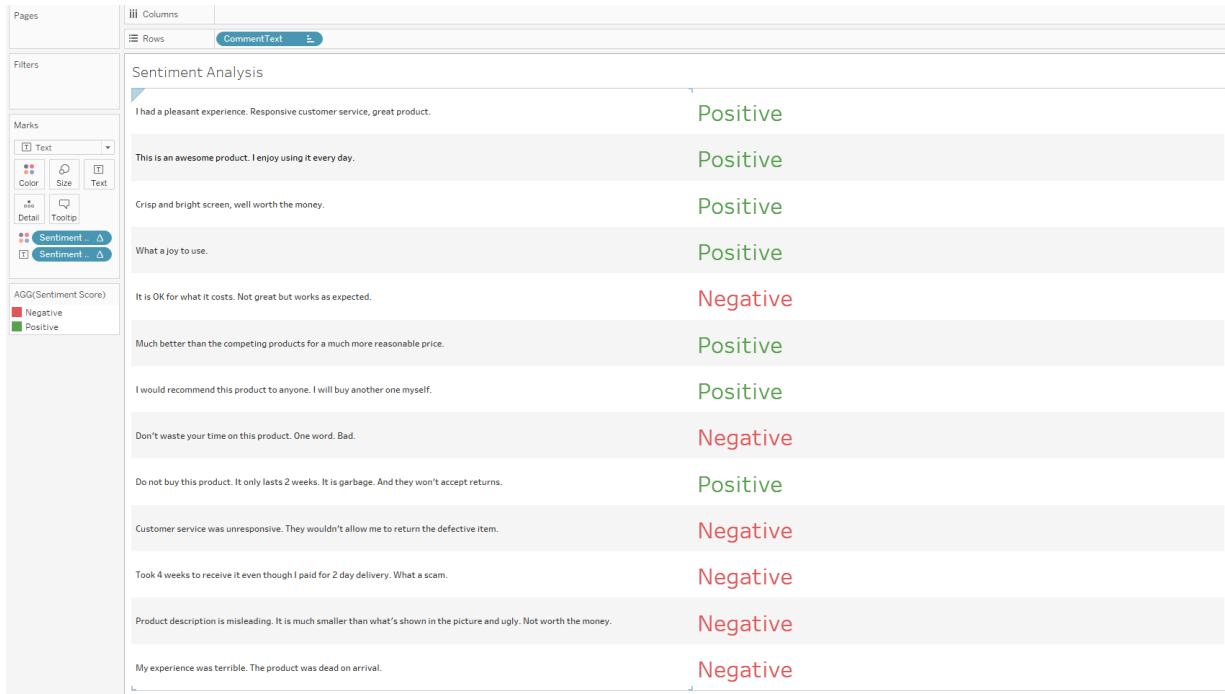 Pages
Columns
Rows
CommentText
Filters
Marks
Text
Color Size Text
Detail Tooltip
Sentiment ..
Sentiment ..
AGG(Sentiment Score)
Negative
Positive
Sentiment Analysis
I had a pleasant experience. Responsive customer service, great product. Positive
This is an awesome product. I enjoy using it every day. Positive
Crisp and bright screen, well worth the money. Positive
What a joy to use. Positive
It is OK for what it costs. Not great but works as expected. Negative
Much better than the competing products for a much more reasonable price. Positive
I would recommend this product to anyone. I will buy another one myself. Positive
Don't waste your time on this product. One word. Bad. Negative
Do not buy this product. It only lasts 2 weeks. It is garbage. And they won't accept returns. Positive
Customer service was unresponsive. They wouldn't allow me to return the defective item. Negative
Took 4 weeks to receive it even though I paid for 2 day delivery. What a scam. Negative
Product description is misleading. It is much smaller than what's shown in the picture and ugly. Not worth the money. Negative
My experience was terrible. The product was dead on arrival. Negative